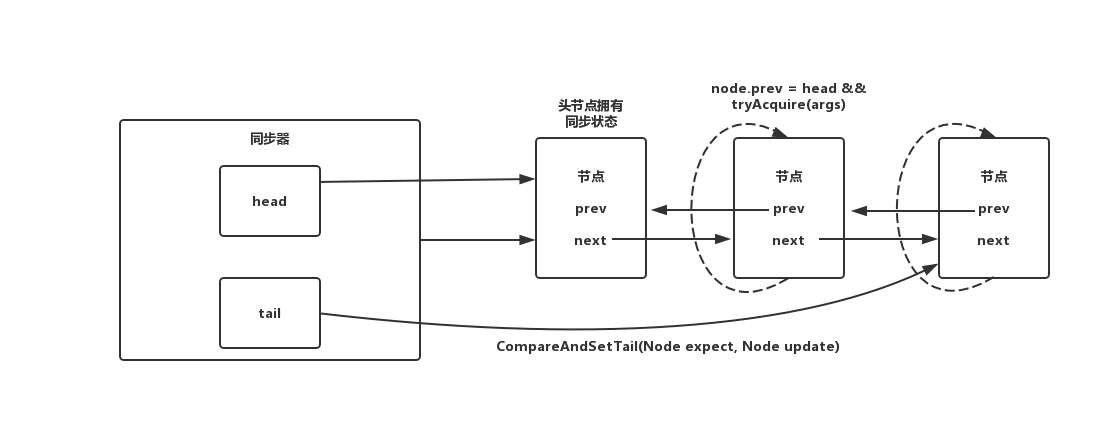 node.prev = head &&
tryAcquire(args)
头节点拥有
同步状态
同步器
head
tail
节点
prev
next
节点
prev
next
节点
prev
next
CompareAndSetTail(Node expect, Node update)